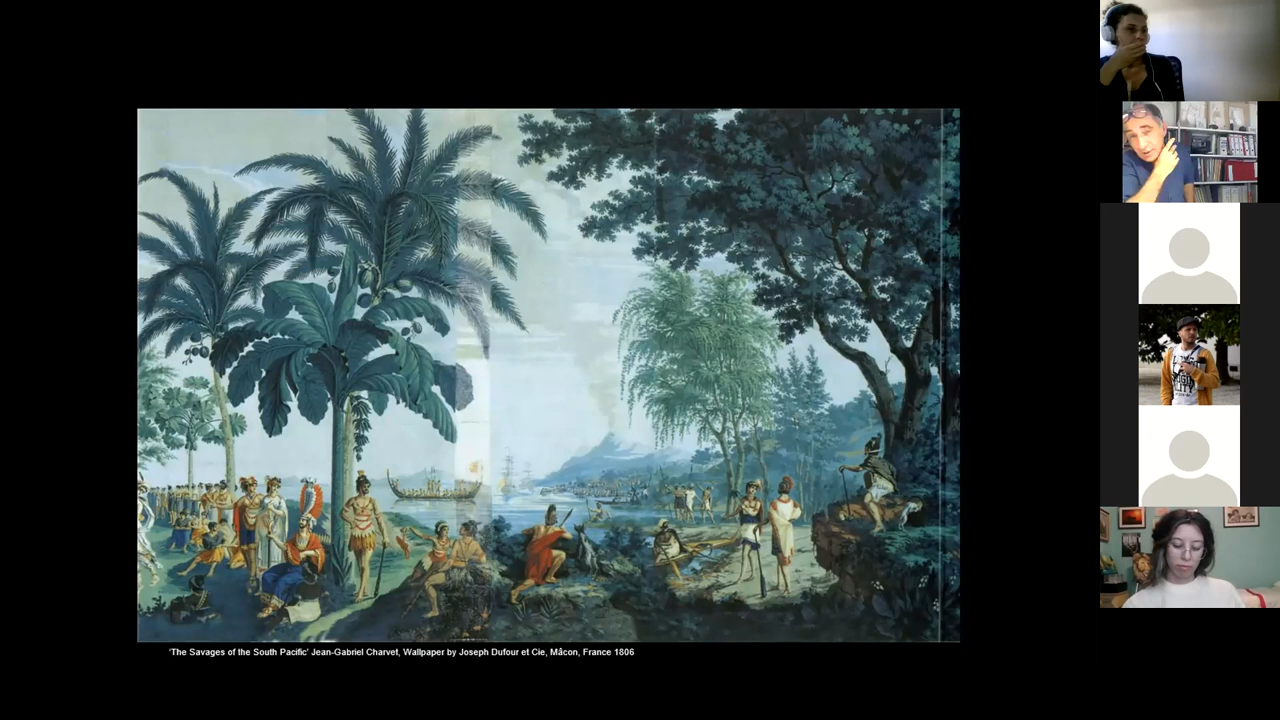 'The Savages of the South Pacific' Jean-Gabriel Charvet, Wallpaper by Joseph Dufour et Cie, Mâcon, France 1806